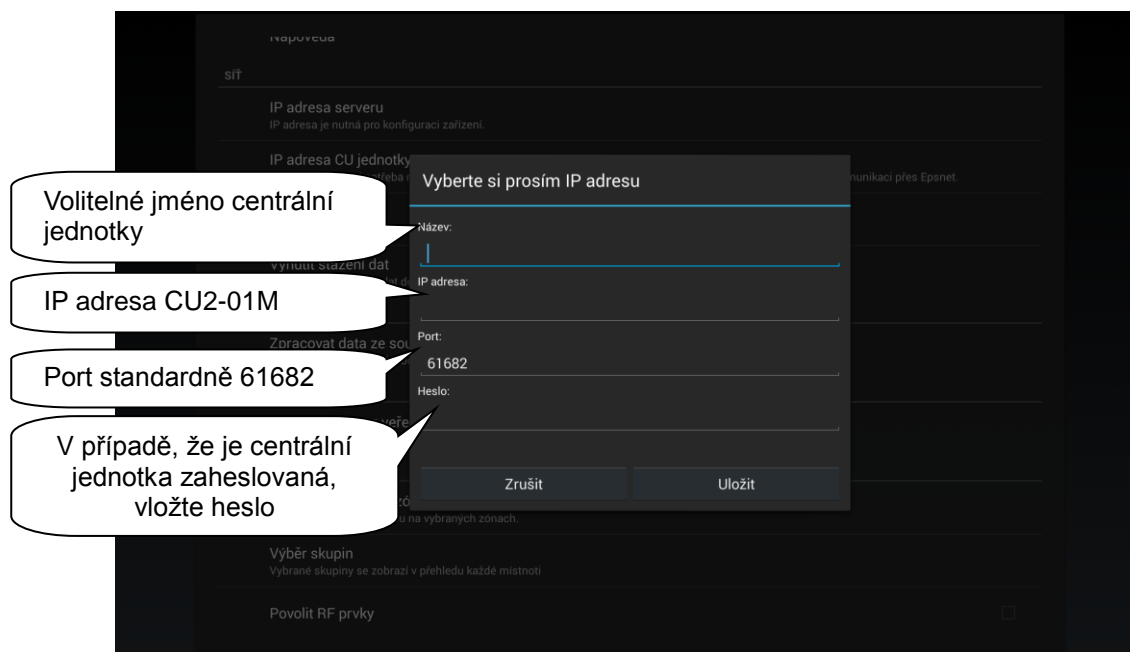 Nápověda
SÍŤ
IP adresa serveru
IP adresa je nutná pro konfiguraci zařízení.
IP adresa CU jednotky
unikaci přes Epsnet.
Vyberte si prosím IP adresu
Volitelné jméno centrální
jednotky
Název:
Vynutit stažení dat
IP adresa CU2-01M
IP adresa:
Zpracovat data ze sou
Port:
Port standardně 61682
61682
Heslo:
V případě, že je centrální
jednotka zaheslovaná,
vložte heslo
Zrušit
Uložit
u na vybraných zónách.
Výběr skupin
Vybrané skupiny se zobrazí v přehledu každé místnoti
Povolit RF prvky